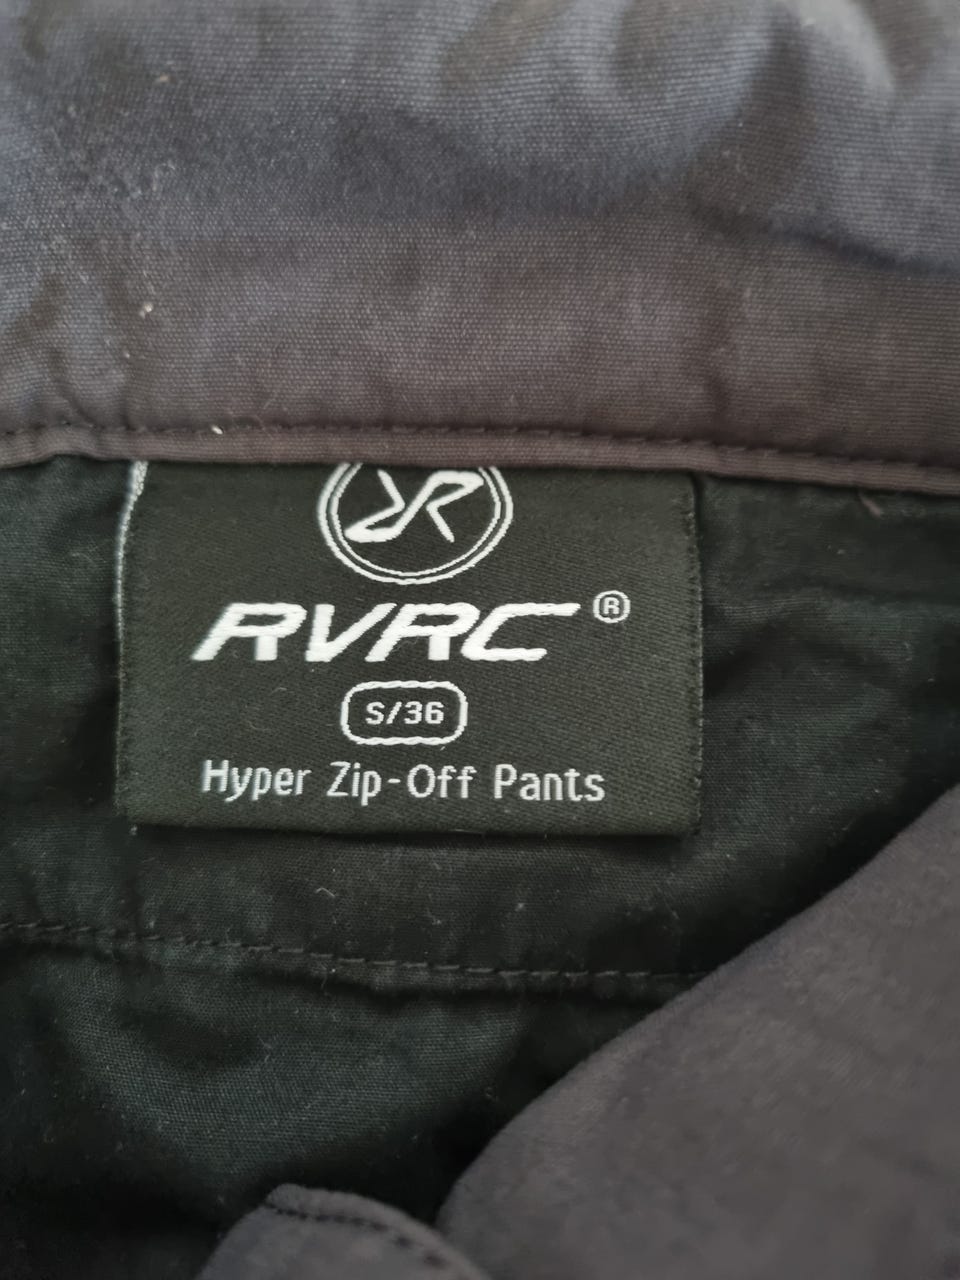 RVRC®
S/36
Hyper Zip-Off Pants